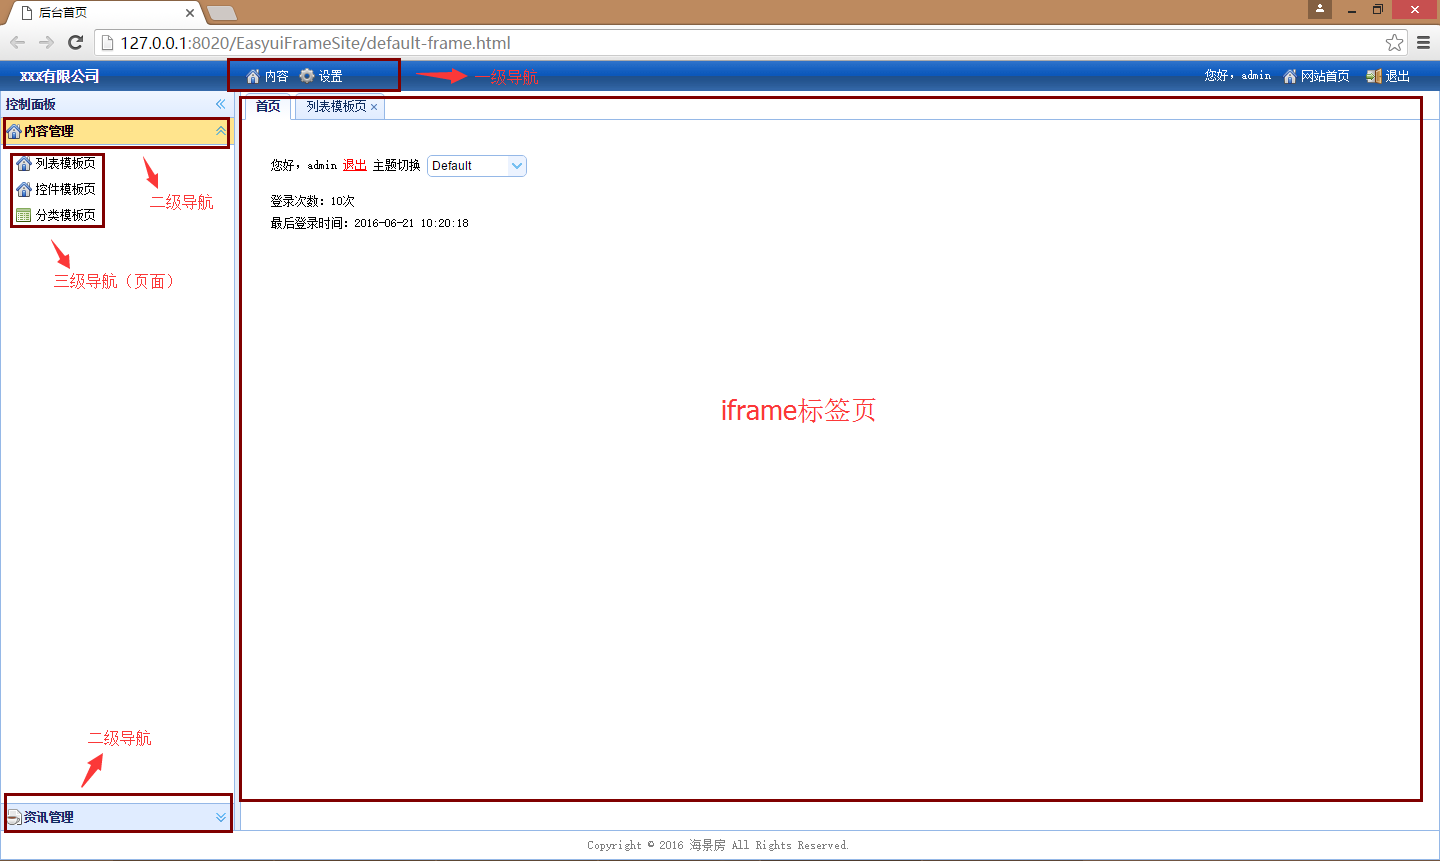 后台首页
127.0.0.1:8020/EasyuiFrameSite/default-frame.html
xxx有限公司 内容 设置 一级导航 您好，admin 网站首页 退出
控制面板
首页 列表模板页
内容管理
列表模板页
控件模板页
分类模板页
二级导航
三级导航（页面）
您好，admin 退出 主题切换 Default
登录次数：10次
最后登录时间：2016-06-21 10:20:18
iframe标签页
二级导航
资讯管理
Copyright © 2016 海景房 All Rights Reserved.